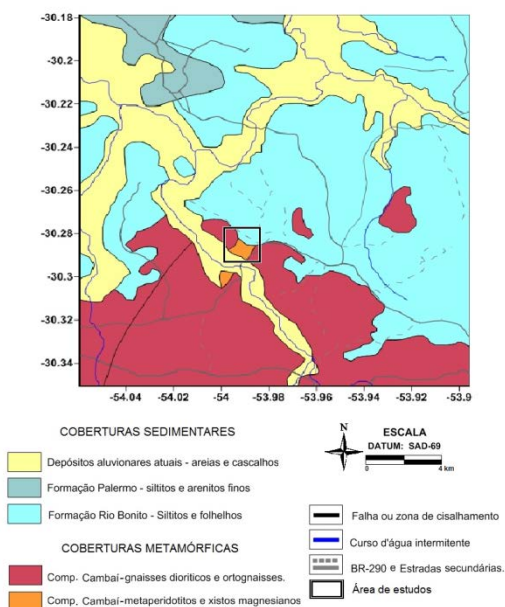 -30.18
-30.2
-30.22
-30.24
-30.26
-30.28
-30.3
-30.32
-30.34
-54.04 -54.02 -54 -53.98 -53.96 -53.94 -53.92 -53.9
COBERTURAS SEDIMENTARES
Depósitos aluvionares atuais - areias e cascalhos
Formação Palermo - siltitos e arenitos finos
Formação Rio Bonito - Siltitos e folhelhos
COBERTURAS METAMÓRFICAS
Comp. Cambaí-gnaisses dioriticos e ortognaisses.
Comp. Cambaí-metaperidotitos e xistos magnesianos
N
ESCALA
DATUM: SAD-69
0 4 km
Falha ou zona de cisalhamento
Curso d'água intermitente
BR-290 e Estradas secundárias.
Área de estudos